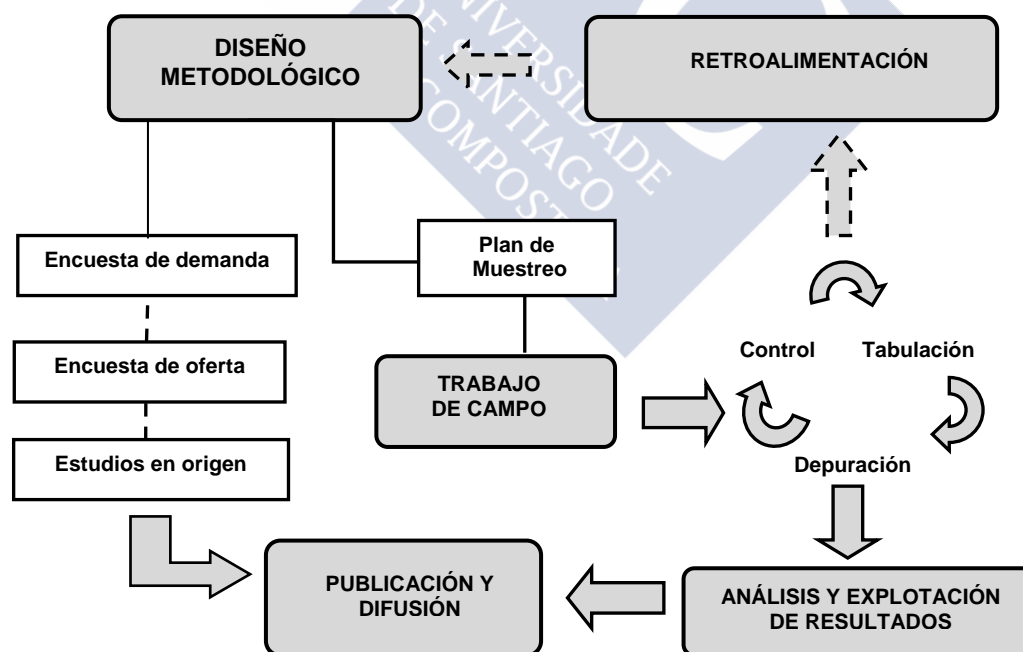 DISEÑO
METODOLÓGICO
RETROALIMENTACIÓN
Encuesta de demanda
Plan de
Muestreo
Encuesta de oferta
Control
Tabulación
TRABAJO
DE CAMPO
Estudios en origen
Depuración
PUBLICACIÓN Y
DIFUSIÓN
ANÁLISIS Y EXPLOTACIÓN
DE RESULTADOS